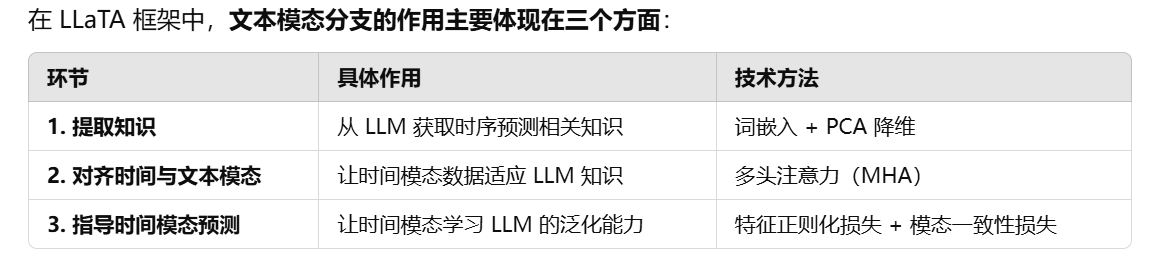 在 LLaTA 框架中，文本模态分支的作用主要体现在三个方面：
环节 具体作用 技术方法
1. 提取知识 从 LLM 获取时序预测相关知识 词嵌入 + PCA 降维
2. 对齐时间与文本模态 让时间模态数据适应 LLM 知识 多头注意力（MHA）
3. 指导时间模态预测 让时间模态学习 LLM 的泛化能力 特征正则化损失 + 模态一致性损失